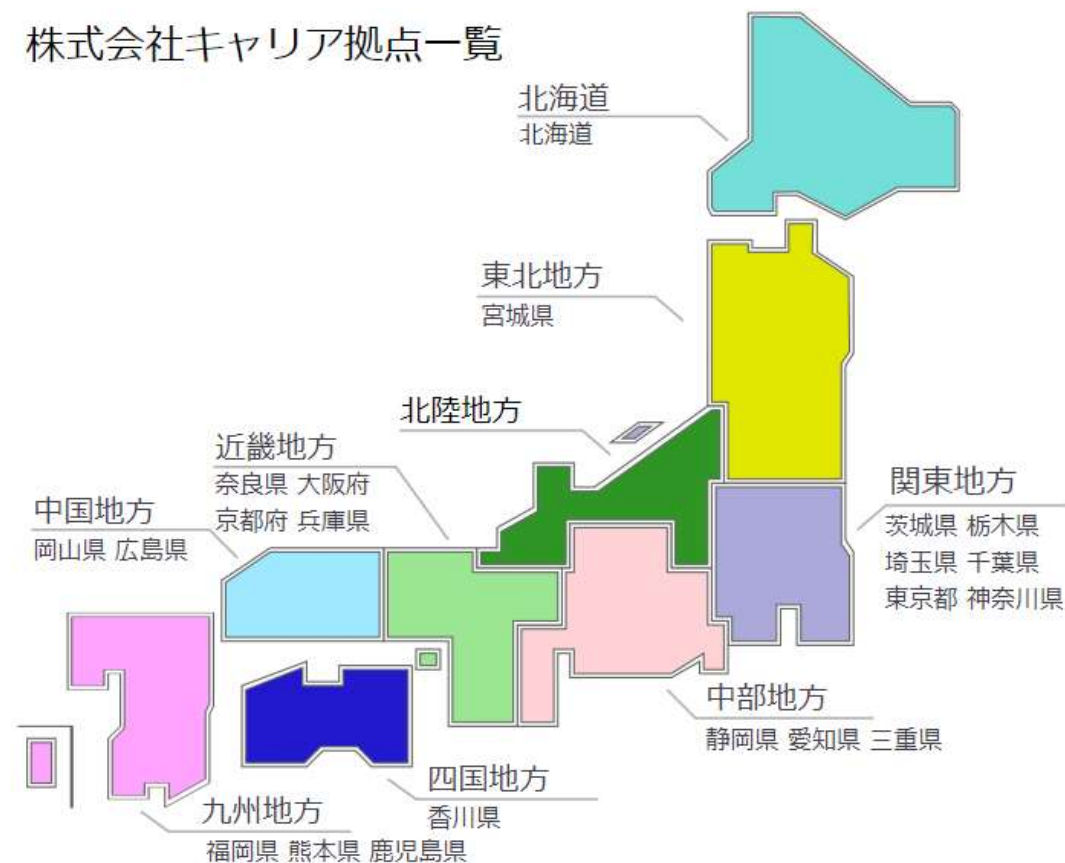 株式会社キャリア拠点一覧
北海道
北海道
東北地方
宮城県
北陸地方
近畿地方
奈良県 大阪府
京都府 兵庫県
中国地方
岡山県 広島県
関東地方
茨城県 栃木県
埼玉県 千葉県
東京都 神奈川県
中部地方
静岡県 愛知県 三重県
四国地方
香川県
九州地方
福岡県 熊本県 鹿児島県